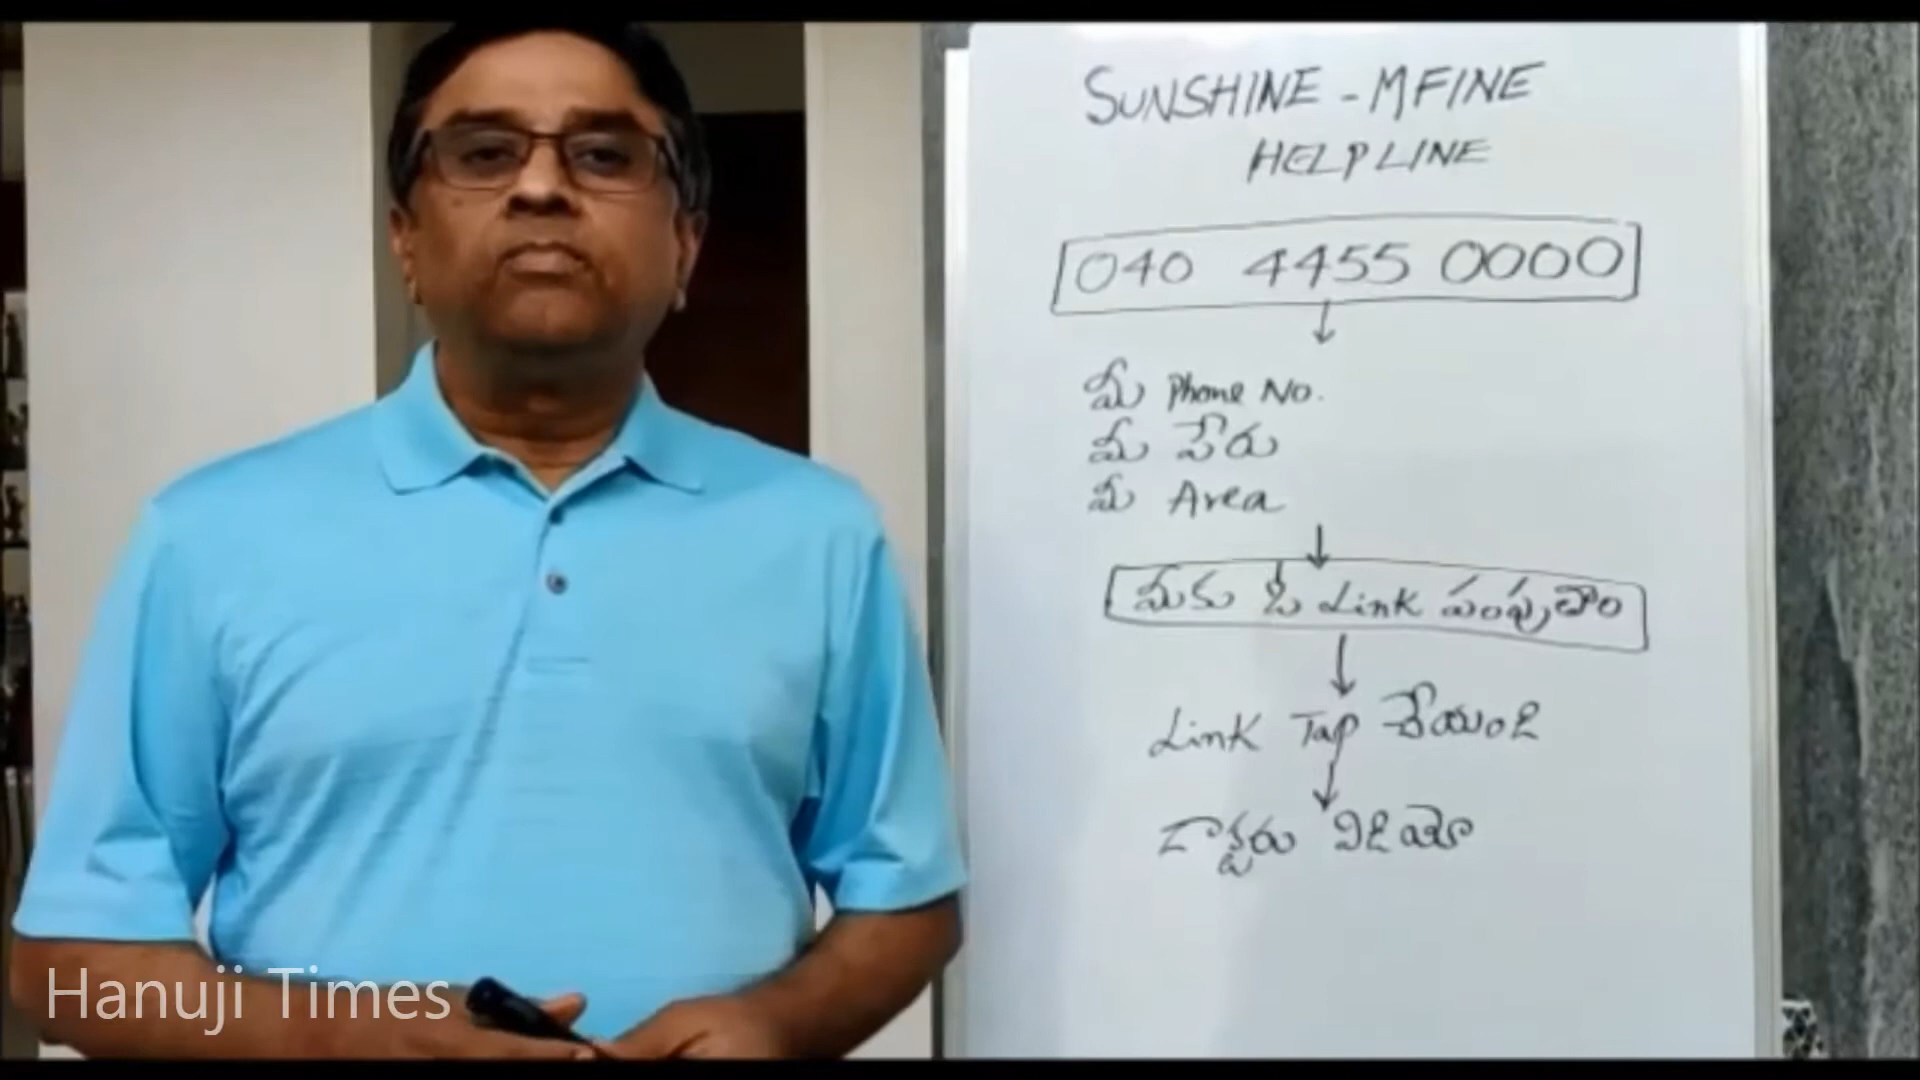 SUNSHINE - MFINE
HELPLINE
040 4455 0000
మీ Phone No.
మీ పేరు
మీ Area
మీకు ఓ Link పంపుతాం
Link Tap చేయండి
డాక్టరు విడియో
Hanuji Times